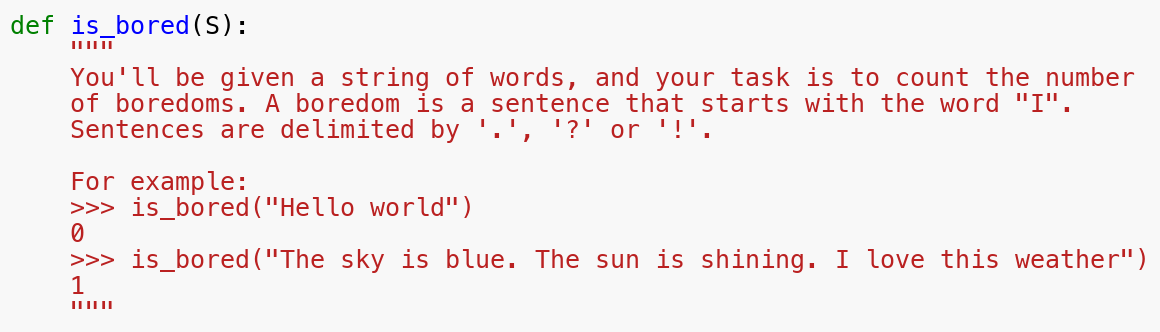 def is_bored(S):
    """
    You'll be given a string of words, and your task is to count the number
    of boredoms. A boredom is a sentence that starts with the word "I".
    Sentences are delimited by '.', '?' or '!'.

    For example:
    >>> is_bored("Hello world")
    0
    >>> is_bored("The sky is blue. The sun is shining. I love this weather")
    1
    """